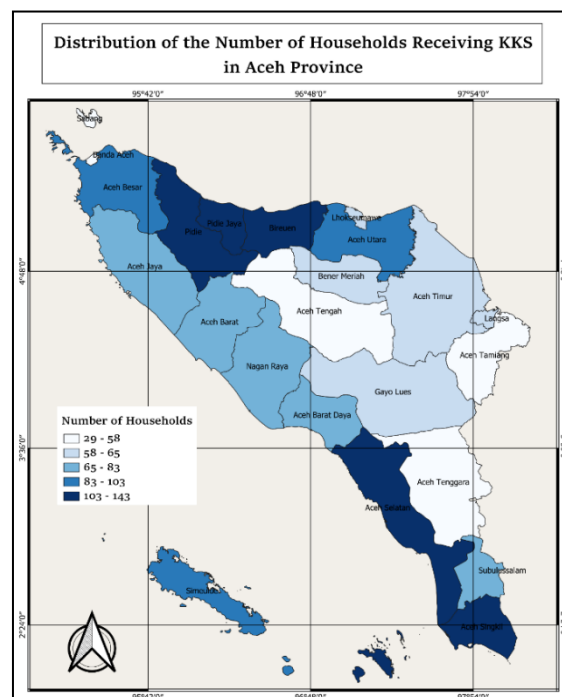 Distribution of the Number of Households Receiving KKS
in Aceh Province
95°42'0" 96°48'0" 97°54'0"
Sabang
Banda Aceh
Aceh Besar
Pidie
Pidie Jaya
Bireuen
Lhokseumawe
Aceh Utara
4°48'0"
Aceh Jaya
Bener Meriah
Aceh Timur
Langsa
Aceh Tengah
Aceh Barat
Aceh Tamiang
Nagan Raya
Gayo Lues
Aceh Barat Daya
Number of Households
29 - 58
58 - 65
65 - 83
83 - 103
103 - 143
3°36'0"
Aceh Tenggara
Aceh Selatan
Subulussalam
Simeulue
2°24'0"
Aceh Singkil